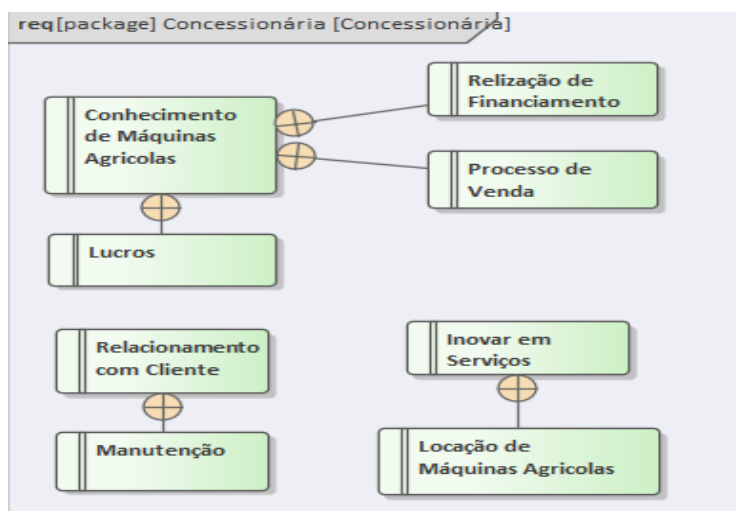 req [package] Concessionária [Concessionária]
Conhecimento
de Máquinas
Agricolas
Relização de
Financiamento
Processo de
Venda
Lucros
Relacionamento
com Cliente
Manutenção
Inovar em
Serviços
Locação de
Máquinas Agricolas